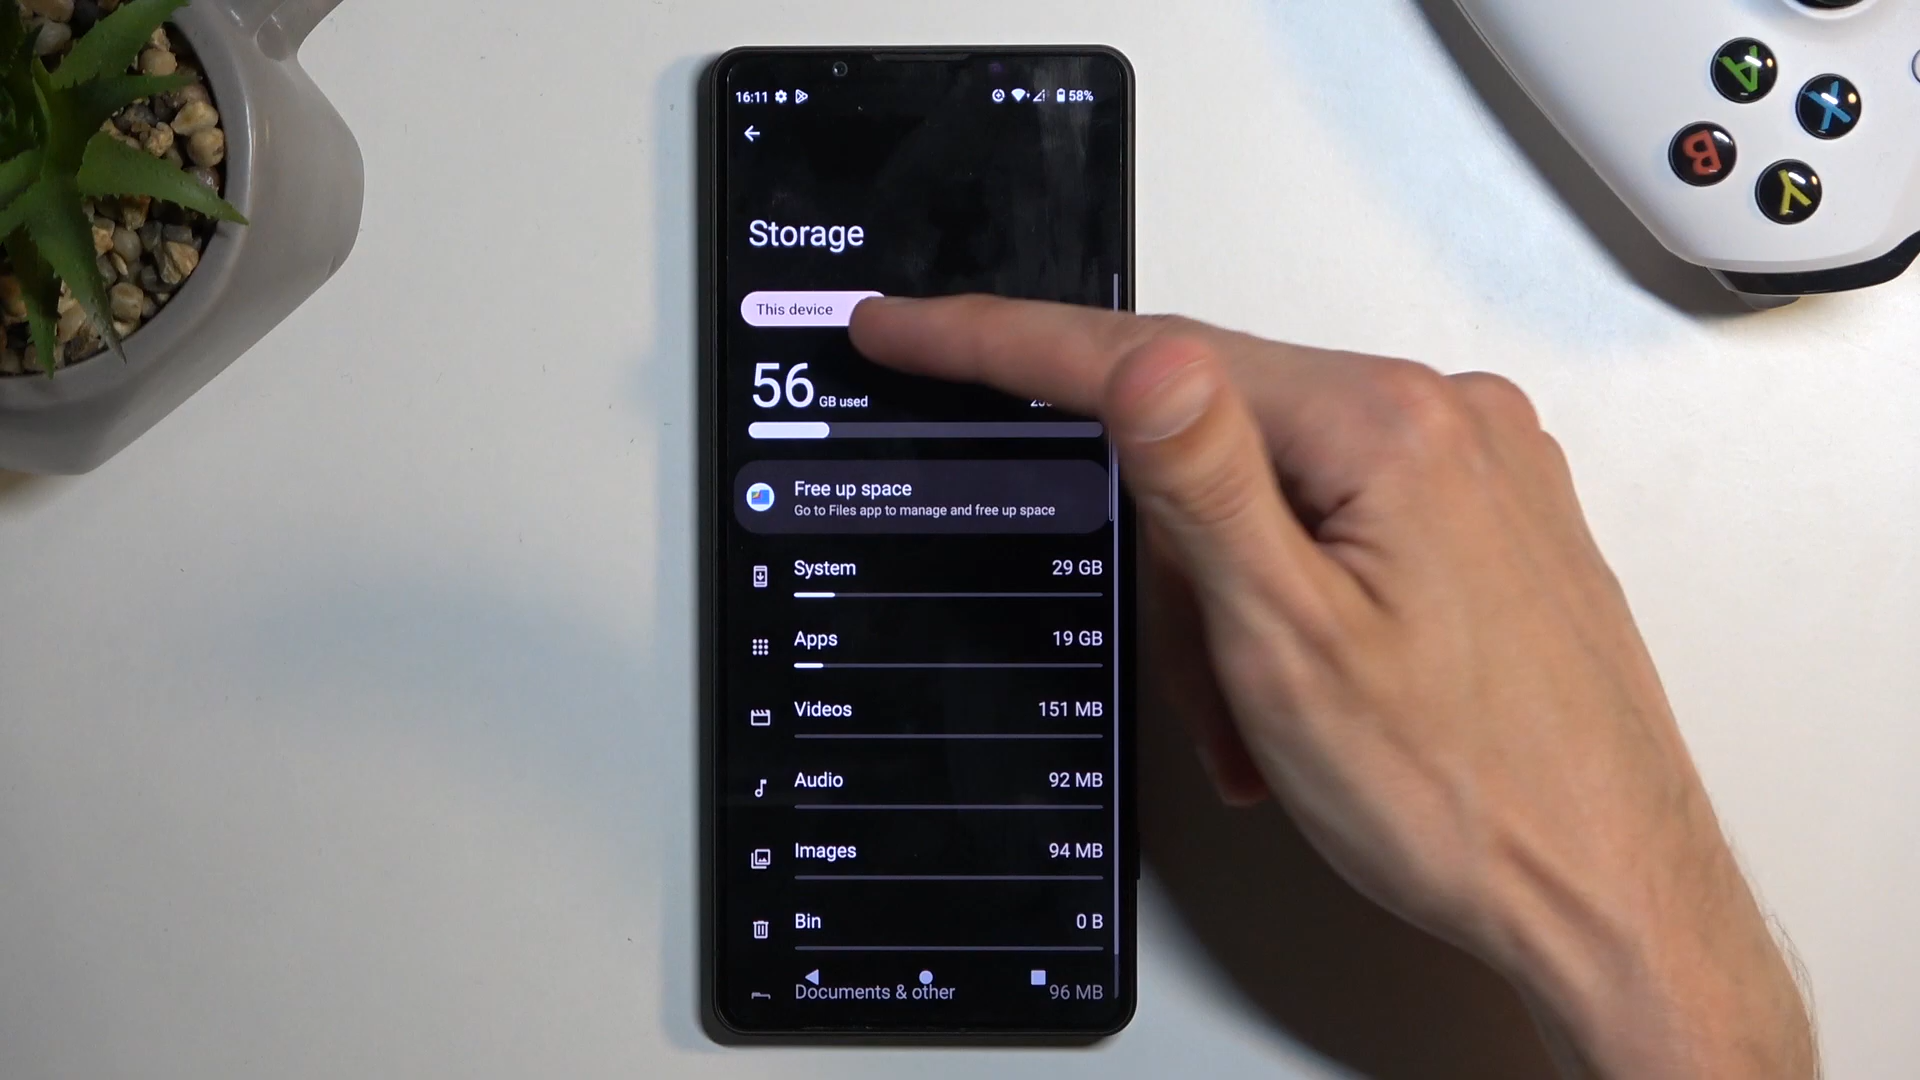 16:11
58%
Storage
This device
56 GB used
Free up space
Go to Files app to manage and free up space
System 29 GB
Apps 19 GB
Videos 151 MB
Audio 92 MB
Images 94 MB
Bin 0 B
Documents & other 96 MB
A
X
B
Y